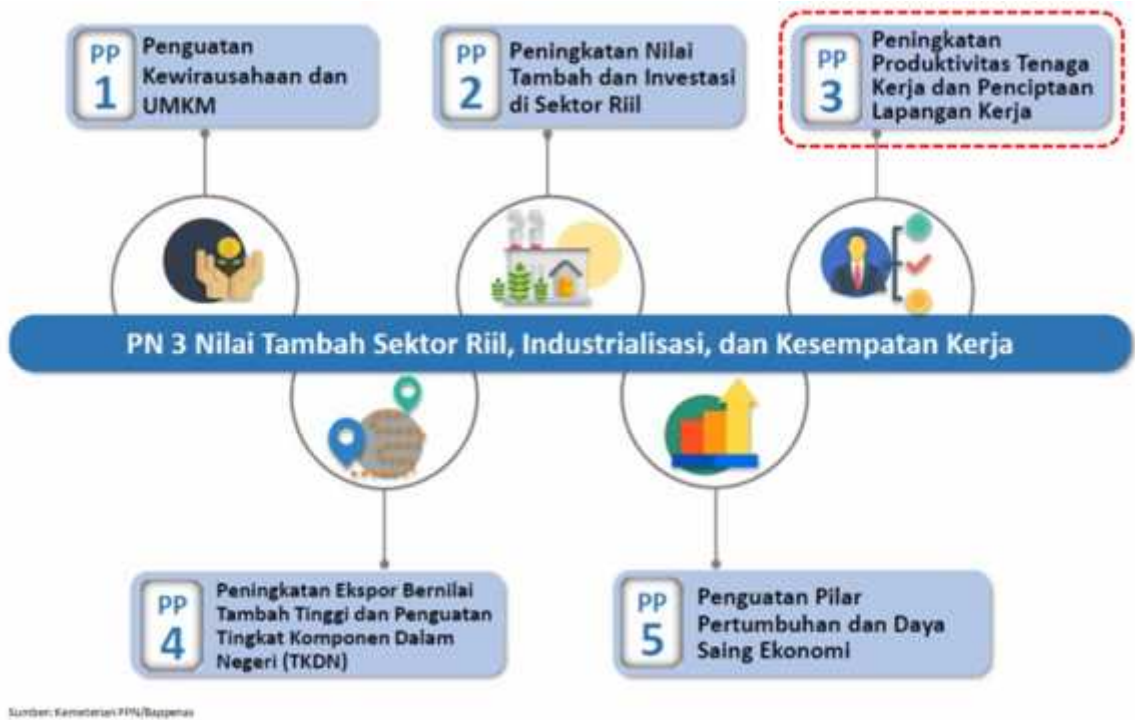 PP
1
Penguatan
Kewirausahaan dan
UMKM
PP
2
Peningkatan Nilai
Tambah dan Investasi
di Sektor Riil
PP
3
Peningkatan
Produktivitas Tenaga
Kerja dan Penciptaan
Lapangan Kerja
PN 3 Nilai Tambah Sektor Riil, Industrialisasi, dan Kesempatan Kerja
PP
4
Peningkatan Ekspor Bernilai
Tambah Tinggi dan Penguatan
Tingkat Komponen Dalam
Negeri (TKDN)
PP
5
Penguatan Pilar
Pertumbuhan dan Daya
Saing Ekonomi
Sumber: Kementerian PPN/Bappenas